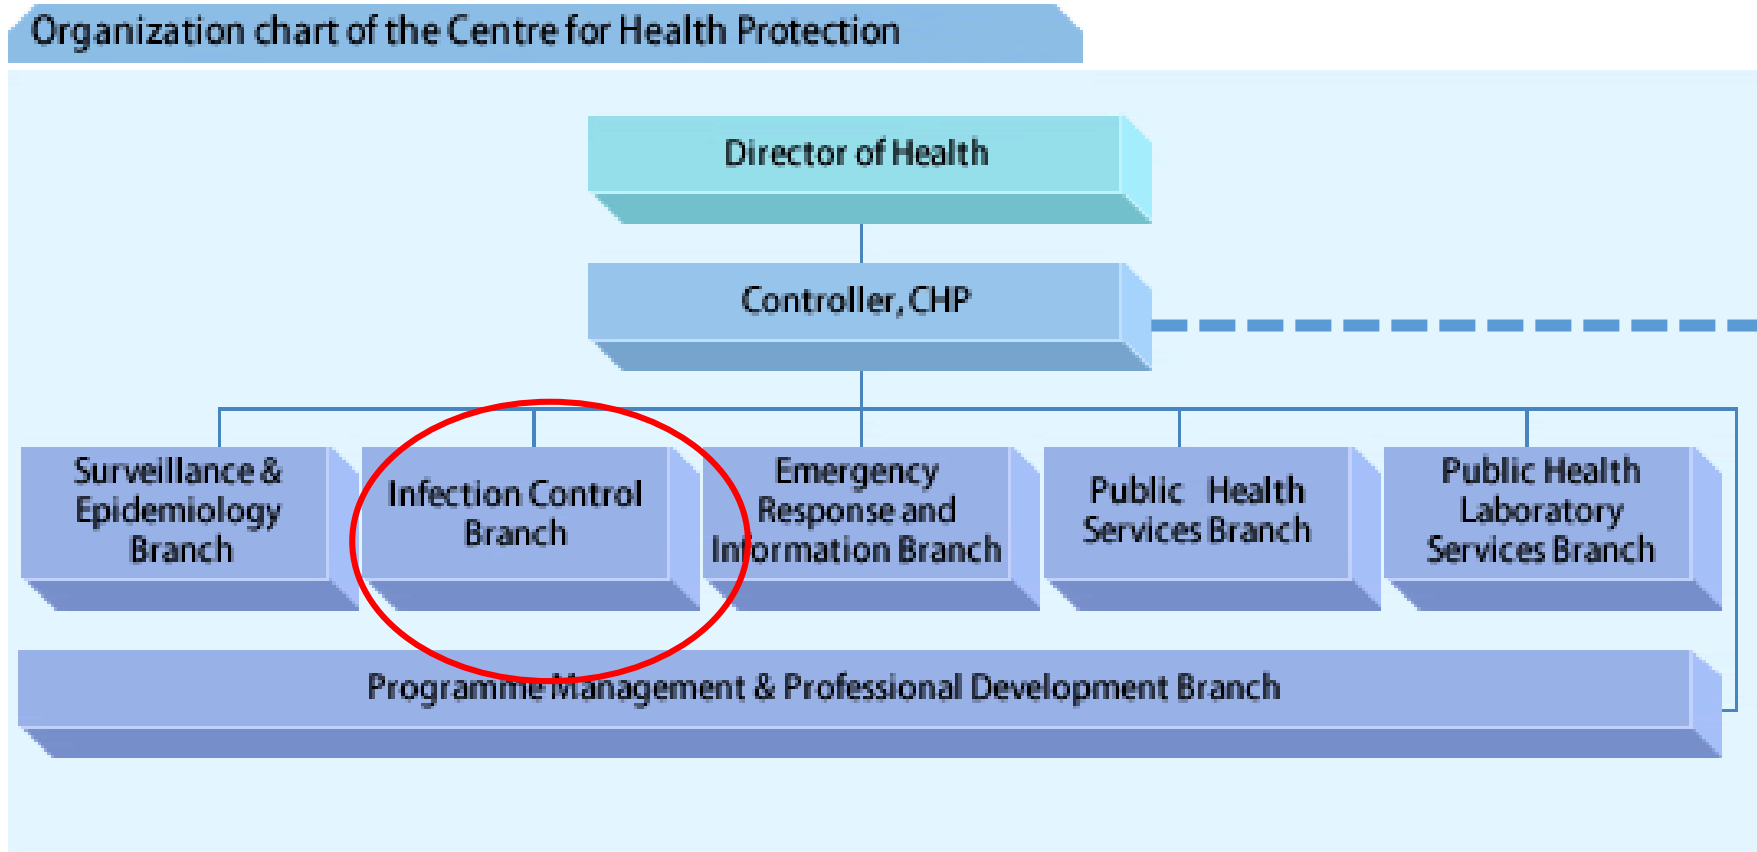 Organization chart of the Centre for Health Protection
Director of Health
Controller, CHP
Surveillance &
Epidemiology
Branch
Infection Control
Branch
Emergency
Response and
Information Branch
Public Health
Services Branch
Public Health
Laboratory
Services Branch
Programme Management & Professional Development Branch